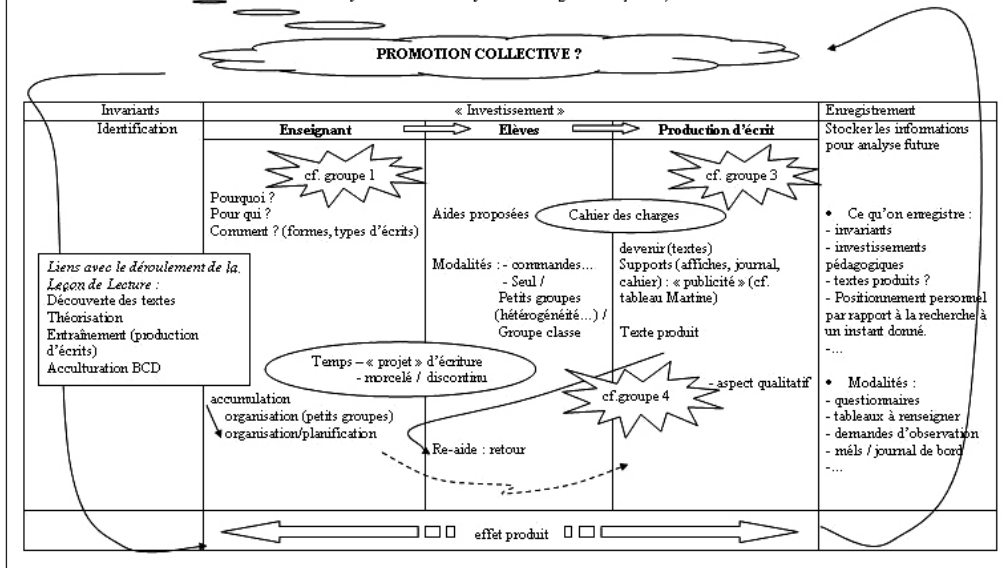 PROMOTION COLLECTIVE ?
Invariants
« Investissement »
Enregistrement
Identification
Enseignant
Elèves
Production d'écrit
Stocker les informations
pour analyse future
cf. groupe 1
cf. groupe 3
Pourquoi ?
Pour qui ?
Comment ? (formes, types d'écrits)
Aides proposées
Cahier des charges
devenir (textes)
Supports (affiches, journal,
cahier) : « publicité » (cf.
tableau Martine)
Texte produit
Modalités : - commandes...
- Seul /
Petits groupes
(hétérogénéité...) /
Groupe classe
• Ce qu'on enregistre :
- invariants
- investissements
pédagogiques
- textes produits ?
- Positionnement personnel
par rapport à la recherche à
un instant donné.
-...
Liens avec le déroulement de la
Leçon de Lecture :
Découverte des textes
Théorisation
Entraînement (production
d'écrits)
Acculturation BCD
Temps – « projet » d'écriture
- morcelé / discontinu
cf.groupe 4
- aspect qualitatif
accumulation
organisation (petits groupes)
organisation/planification
Re-aide : retour
• Modalités :
- questionnaires
- tableaux à renseigner
- demandes d'observation
- méls / journal de bord
-...
effet produit